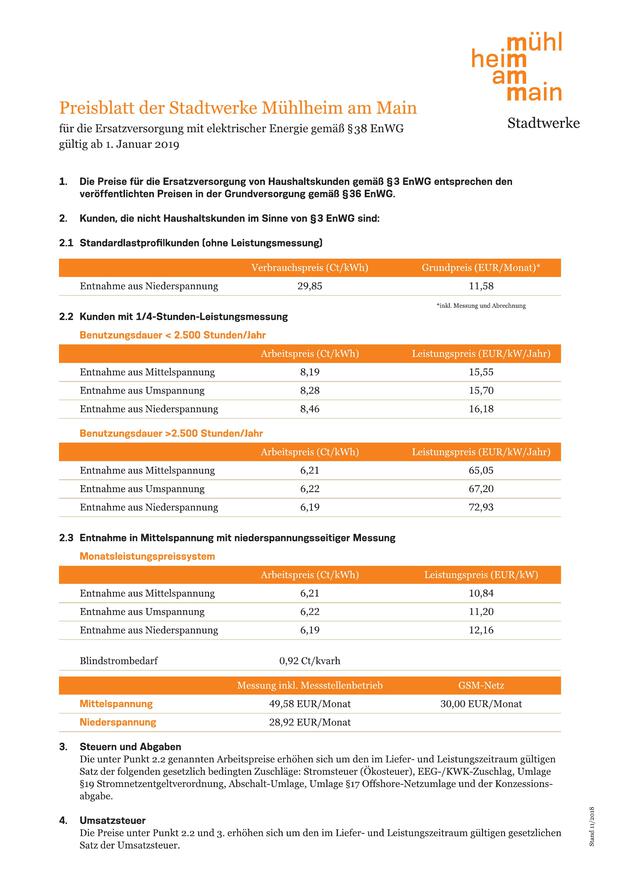 mühl
heim
am
main
Stadtwerke
Preisblatt der Stadtwerke Mühlheim am Main
für die Ersatzversorgung mit elektrischer Energie gemäß § 38 EnWG
gültig ab 1. Januar 2019
1. Die Preise für die Ersatzversorgung von Haushaltskunden gemäß § 3 EnWG entsprechen den
veröffentlichten Preisen in der Grundversorgung gemäß § 36 EnWG.
2. Kunden, die nicht Haushaltskunden im Sinne von § 3 EnWG sind:
2.1 Standardlastprofilkunden (ohne Leistungsmessung)
Verbrauchspreis (Ct/kWh) Grundpreis (EUR/Monat)*
Entnahme aus Niederspannung 29,85 11,58
*inkl. Messung und Abrechnung
2.2 Kunden mit 1/4-Stunden-Leistungsmessung
Benutzungsdauer < 2.500 Stunden/Jahr
Arbeitspreis (Ct/kWh) Leistungspreis (EUR/kW/Jahr)
Entnahme aus Mittelspannung 8,19 15,55
Entnahme aus Umspannung 8,28 15,70
Entnahme aus Niederspannung 8,46 16,18
Benutzungsdauer >2.500 Stunden/Jahr
Arbeitspreis (Ct/kWh) Leistungspreis (EUR/kW/Jahr)
Entnahme aus Mittelspannung 6,21 65,05
Entnahme aus Umspannung 6,22 67,20
Entnahme aus Niederspannung 6,19 72,93
2.3 Entnahme in Mittelspannung mit niederspannungsseitiger Messung
Monatsleistungspreissystem
Arbeitspreis (Ct/kWh) Leistungspreis (EUR/kW)
Entnahme aus Mittelspannung 6,21 10,84
Entnahme aus Umspannung 6,22 11,20
Entnahme aus Niederspannung 6,19 12,16
Blindstrombedarf 0,92 Ct/kvarh
Messung inkl. Messstellenbetrieb GSM-Netz
Mittelspannung 49,58 EUR/Monat 30,00 EUR/Monat
Niederspannung 28,92 EUR/Monat
3. Steuern und Abgaben
Die unter Punkt 2.2 genannten Arbeitspreise erhöhen sich um den im Liefer- und Leistungszeitraum gültigen
Satz der folgenden gesetzlich bedingten Zuschläge: Stromsteuer (Ökosteuer), EEG-/KWK-Zuschlag, Umlage
§19 Stromnetzentgeltverordnung, Abschalt-Umlage, Umlage §17 Offshore-Netzumlage und der Konzessions-
abgabe.
4. Umsatzsteuer
Die Preise unter Punkt 2.2 und 3. erhöhen sich um den im Liefer- und Leistungszeitraum gültigen gesetzlichen
Satz der Umsatzsteuer.
Stand 11/2018